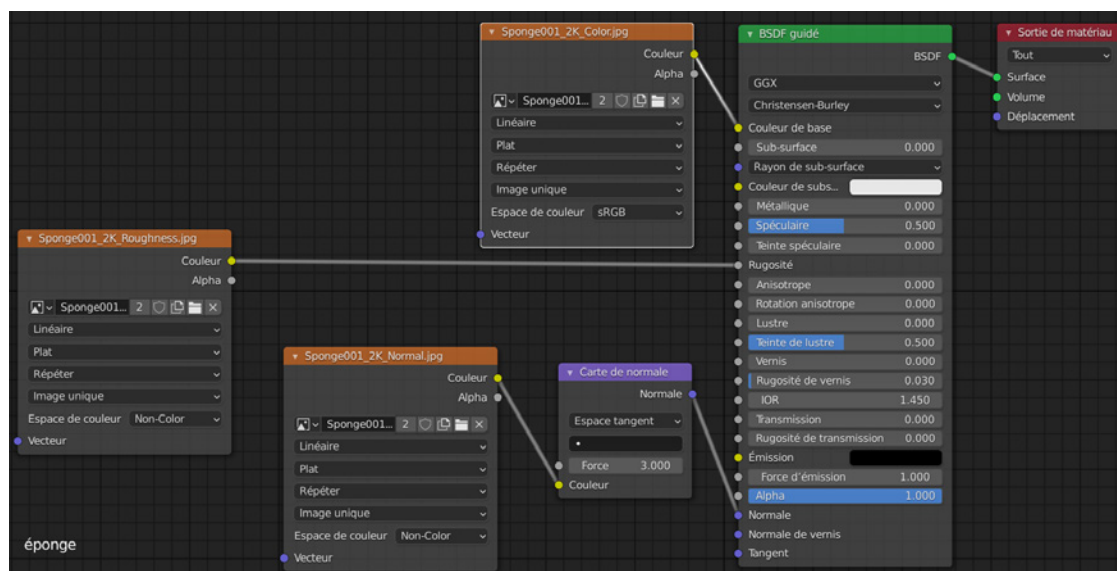 Sponge001_2K_Color.jpg
Couleur
Alpha
Sponge001... 2
Linéaire
Plat
Répéter
Image unique
Espace de couleur sRGB
Vecteur
BSDF guidé
BSDF
GGX
Christensen-Burley
Couleur de base
Sub-surface 0.000
Rayon de sub-surface
Couleur de subs...
Métallique 0.000
Spéculaire 0.500
Teinte spéculaire 0.000
Rugosité
Anisotrope 0.000
Rotation anisotrope 0.000
Lustre 0.000
Teinte de lustre 0.500
Vernis 0.000
Rugosité de vernis 0.030
IOR 1.450
Transmission 0.000
Rugosité de transmission 0.000
Émission
Force d'émission 1.000
Alpha 1.000
Normale
Normale de vernis
Tangent
Sortie de matériau
Tout
Surface
Volume
Déplacement
Sponge001_2K_Roughness.jpg
Couleur
Alpha
Sponge001... 2
Linéaire
Plat
Répéter
Image unique
Espace de couleur Non-Color
Vecteur
Sponge001_2K_Normal.jpg
Couleur
Alpha
Sponge001... 2
Linéaire
Plat
Répéter
Image unique
Espace de couleur Non-Color
Vecteur
Carte de normale
Normale
Espace tangent
Force 3.000
Couleur
éponge